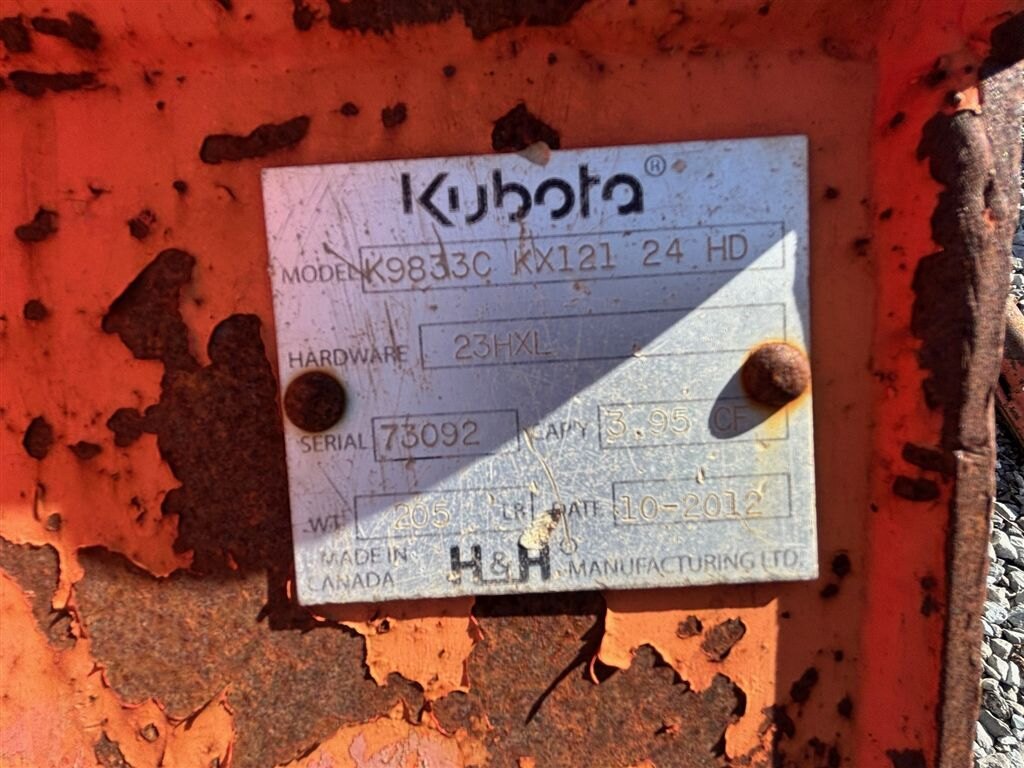 Kubota®
MODEL K9833C KX121 24 HD
HARDWARE 23HXL
SERIAL 73092 CAP'Y 3.95 CF
WT. 205 LB DATE 10-2012
MADE IN
CANADA H&H MANUFACTURING LTD.